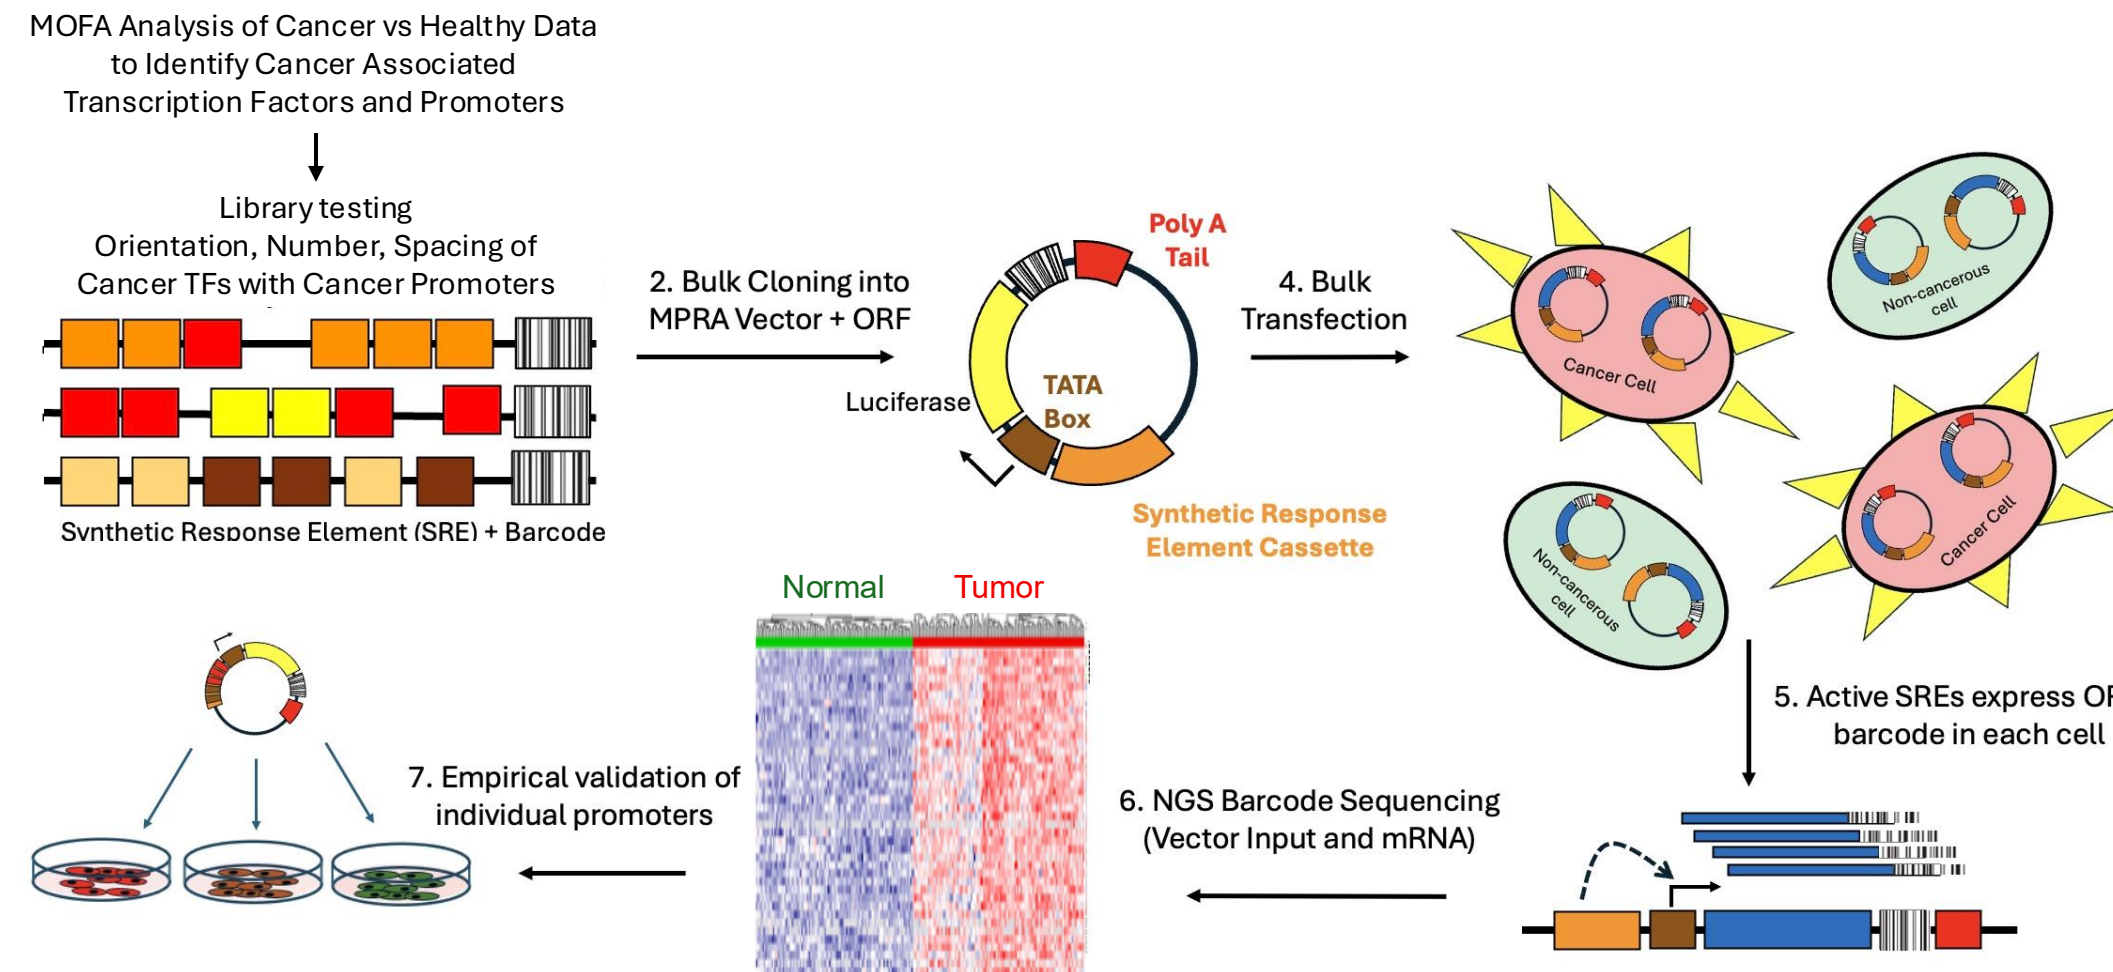 MOFA Analysis of Cancer vs Healthy Data
to Identify Cancer Associated
Transcription Factors and Promoters
Library testing
Orientation, Number, Spacing of
Cancer TFs with Cancer Promoters
Synthetic Response Element (SRE) + Barcode
2. Bulk Cloning into
MPRA Vector + ORF
Poly A
Tail
Luciferase
TATA
Box
Synthetic Response
Element Cassette
4. Bulk
Transfection
Cancer Cell
Non-cancerous
cell
Non-cancerous
cell
Cancer Cell
5. Active SREs express
barcode in each cell
6. NGS Barcode Sequencing
(Vector Input and mRNA)
Normal
Tumor
7. Empirical validation of
individual promoters